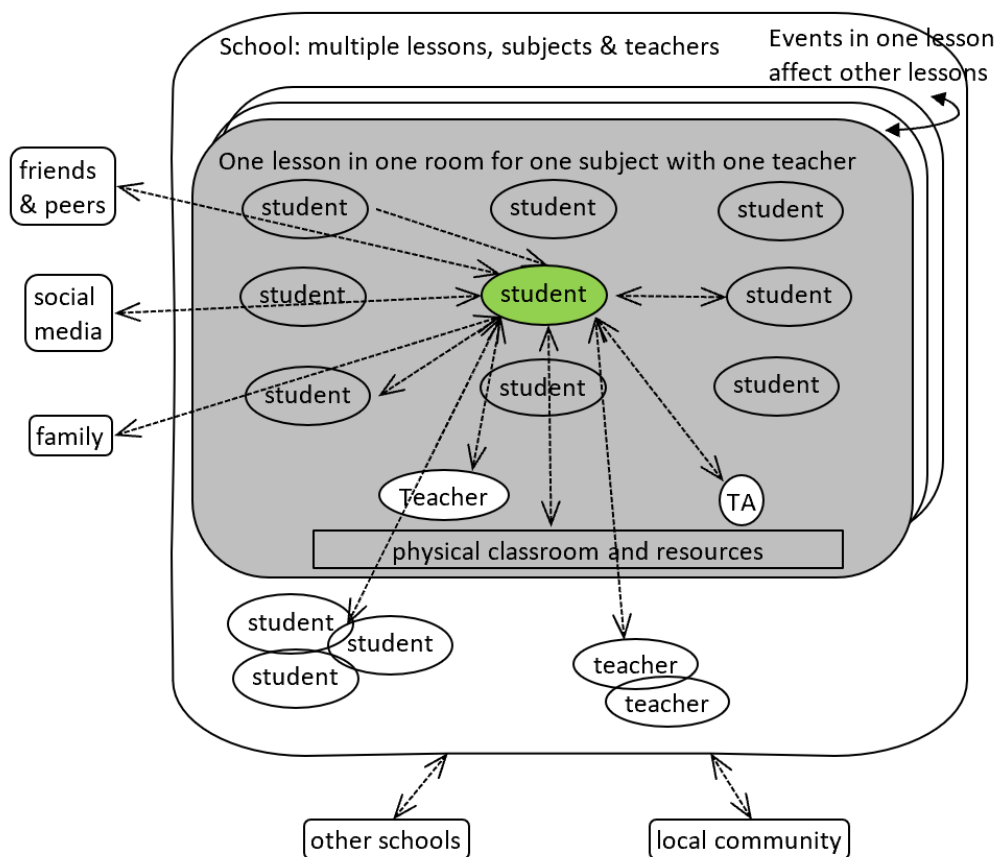 School: multiple lessons, subjects & teachers
Events in one lesson
affect other lessons
One lesson in one room for one subject with one teacher
friends
& peers
student
student
student
social
media
student
student
student
family
student
student
student
Teacher
TA
physical classroom and resources
student
student
student
teacher
teacher
other schools
local community